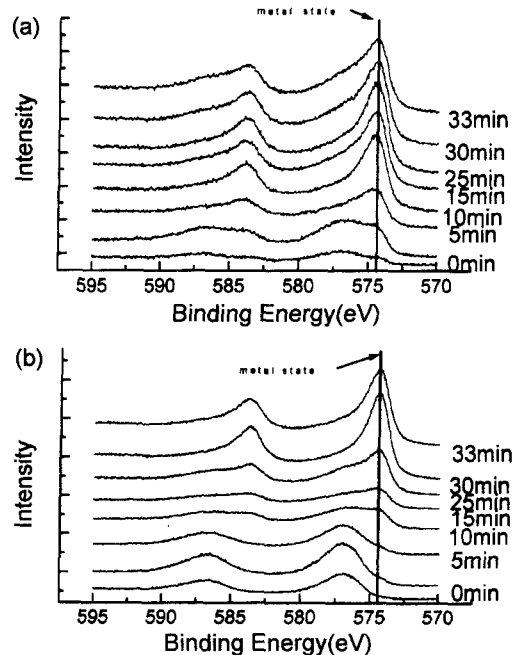 metal state
(a)
Intensity
33min
30min
25min
15min
10min
5min
0min
595 590 585 580 575 570
Binding Energy(eV)
(b)
metal state
Intensity
33min
30min
25min
15min
10min
5min
0min
595 590 585 580 575 570
Binding Energy(eV)